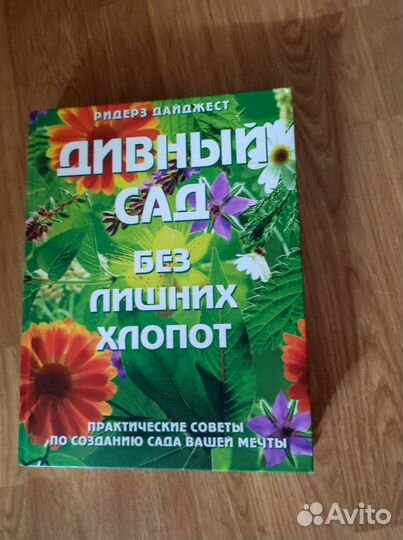 РИДЕРЗ ДАЙДЖЕСТ
ДИВНЫЙ
САД
БЕЗ
ЛИШНИХ
ХЛОПОТ
ПРАКТИЧЕСКИЕ СОВЕТЫ
ПО СОЗДАНИЮ САДА ВАШЕЙ МЕЧТЫ
Avito